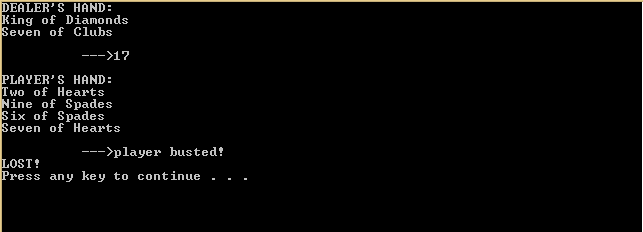 DEALER'S HAND:
King of Diamonds
Seven of Clubs
--->17
PLAYER'S HAND:
Two of Hearts
Nine of Spades
Six of Spades
Seven of Hearts
--->player busted!
LOST!
Press any key to continue . . .